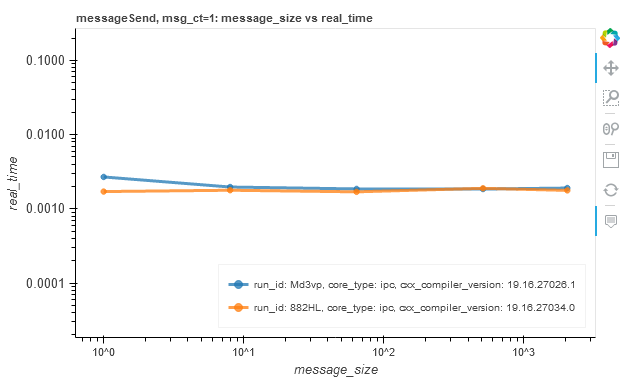 messageSend, msg_ct=1: message_size vs real_time
0.1000
0.0100
0.0010
0.0001
real_time
run_id: Md3vp, core_type: ipc, cxx_compiler_version: 19.16.27026.1
run_id: 882HL, core_type: ipc, cxx_compiler_version: 19.16.27034.0
10^0
10^1
10^2
10^3
message_size